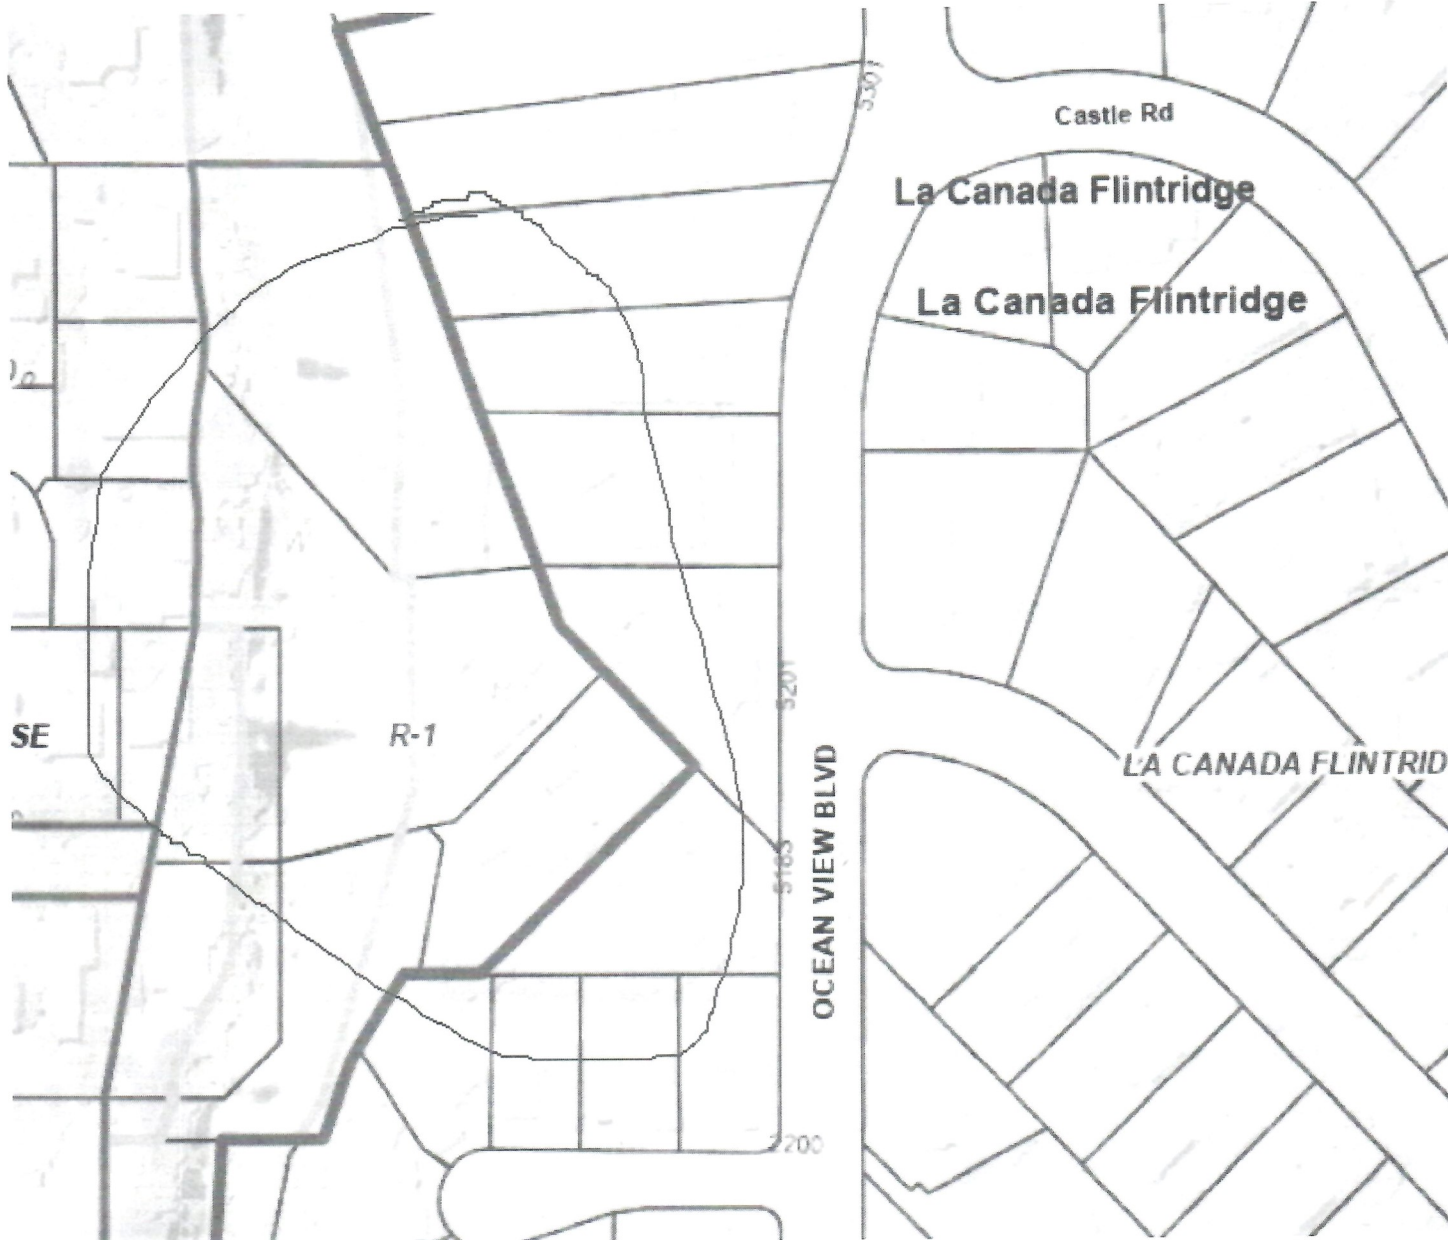 5301
Castle Rd
La Canada Flintridge
La Canada Flintridge
5201
SE
R-1
LA CANADA FLINTRID
OCEAN VIEW BLVD
5183
2200